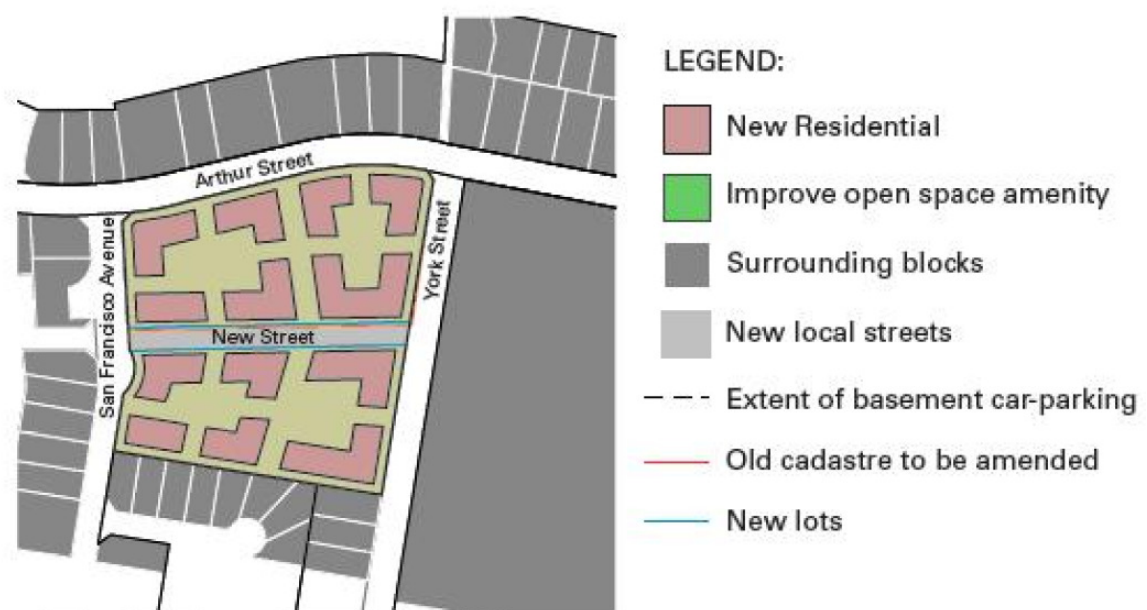 Arthur Street
San Francisco Avenue
York Street
New Street
LEGEND:
New Residential
Improve open space amenity
Surrounding blocks
New local streets
Extent of basement car-parking
Old cadastre to be amended
New lots